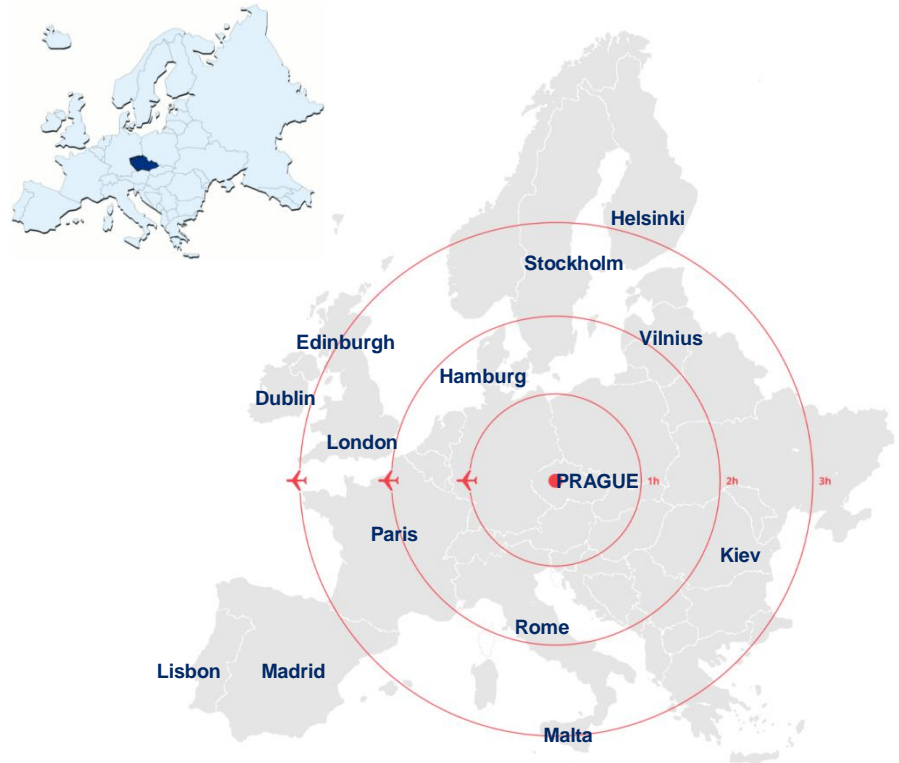 Helsinki
Stockholm
Edinburgh
Vilnius
Hamburg
Dublin
London
PRAGUE
1h
2h
3h
Paris
Kiev
Rome
Lisbon
Madrid
Malta